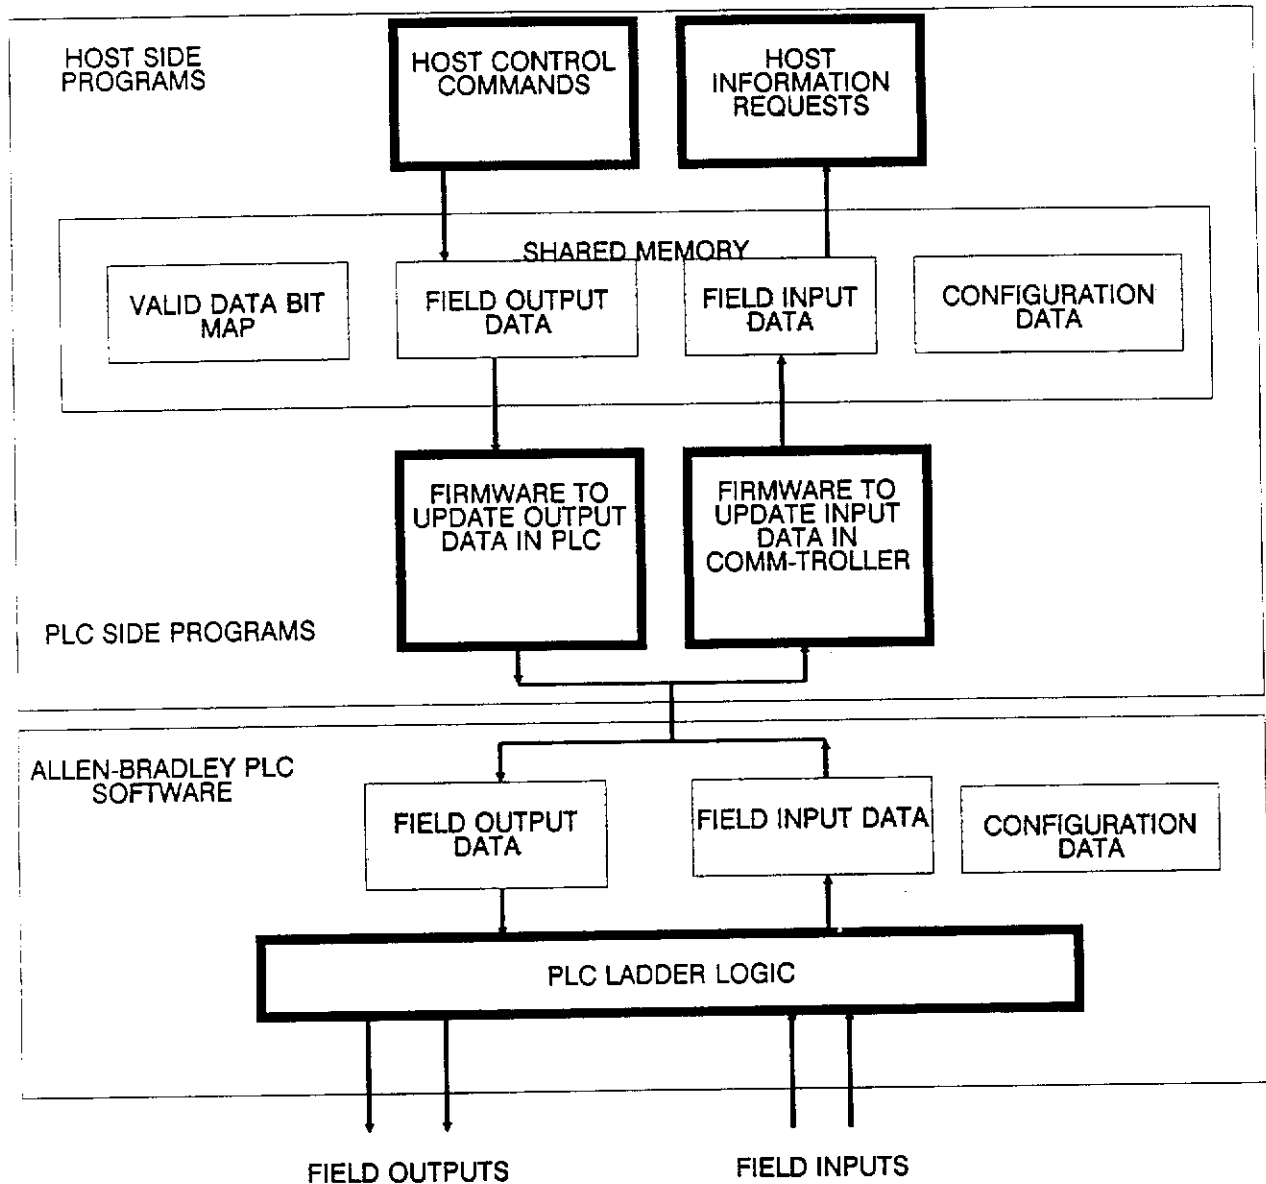 HOST SIDE
PROGRAMS
HOST CONTROL
COMMANDS
HOST
INFORMATION
REQUESTS
SHARED MEMORY
VALID DATA BIT
MAP
FIELD OUTPUT
DATA
FIELD INPUT
DATA
CONFIGURATION
DATA
FIRMWARE TO
UPDATE OUTPUT
DATA IN PLC
FIRMWARE TO
UPDATE INPUT
DATA IN
COMM-TROLLER
PLC SIDE PROGRAMS
ALLEN-BRADLEY PLC
SOFTWARE
FIELD OUTPUT
DATA
FIELD INPUT DATA
CONFIGURATION
DATA
PLC LADDER LOGIC
FIELD OUTPUTS
FIELD INPUTS